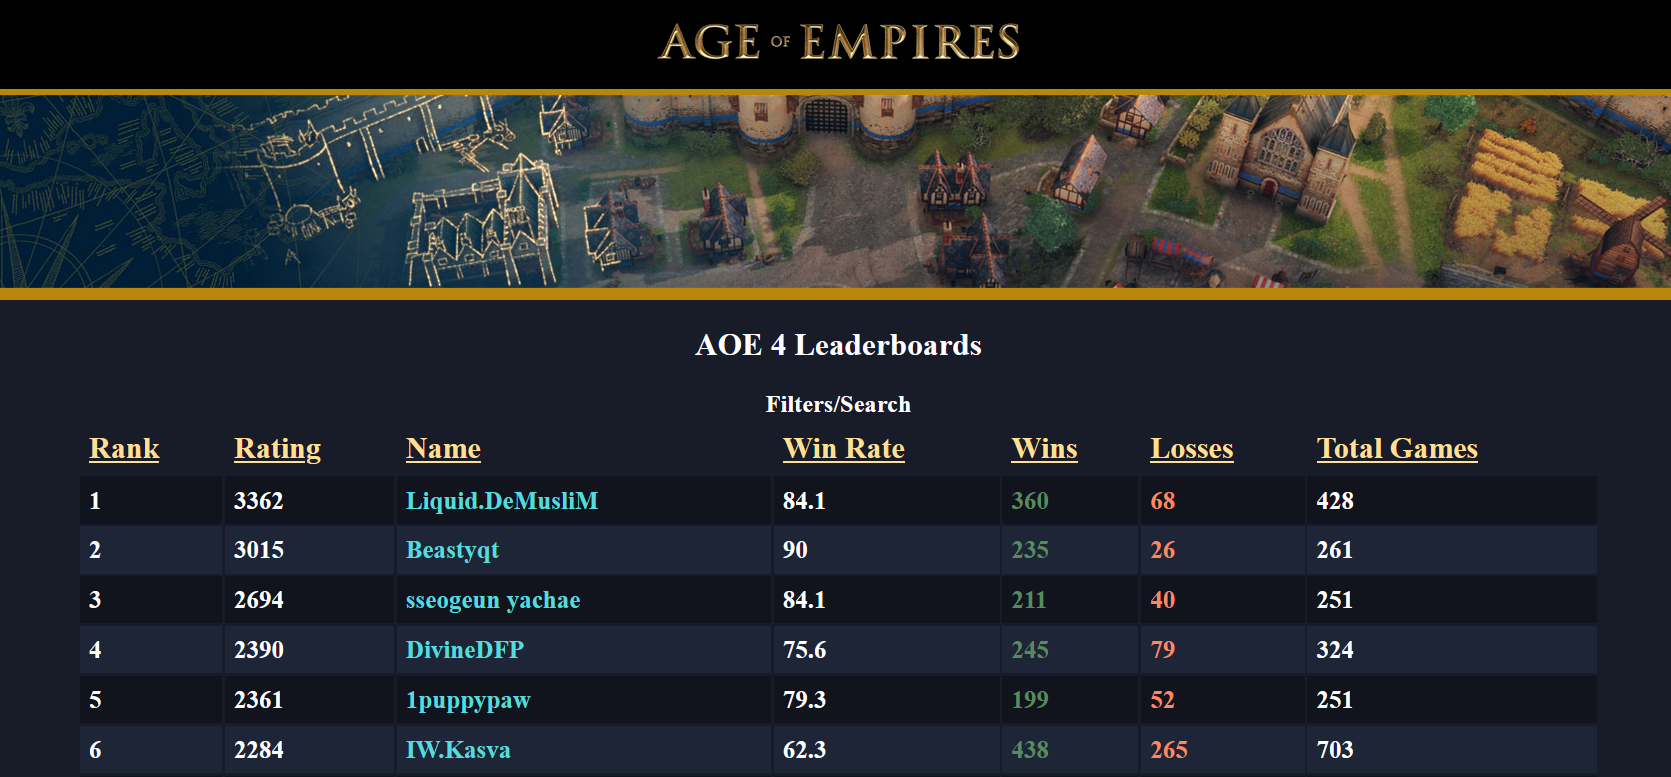 AGE OF EMPIRES
AOE 4 Leaderboards
Filters/Search
Rank Rating Name Win Rate Wins Losses Total Games
1 3362 Liquid.DeMusliM 84.1 360 68 428
2 3015 Beastyqt 90 235 26 261
3 2694 sseogeun yachae 84.1 211 40 251
4 2390 DivineDFP 75.6 245 79 324
5 2361 1puppypaw 79.3 199 52 251
6 2284 IW.Kasva 62.3 438 265 703